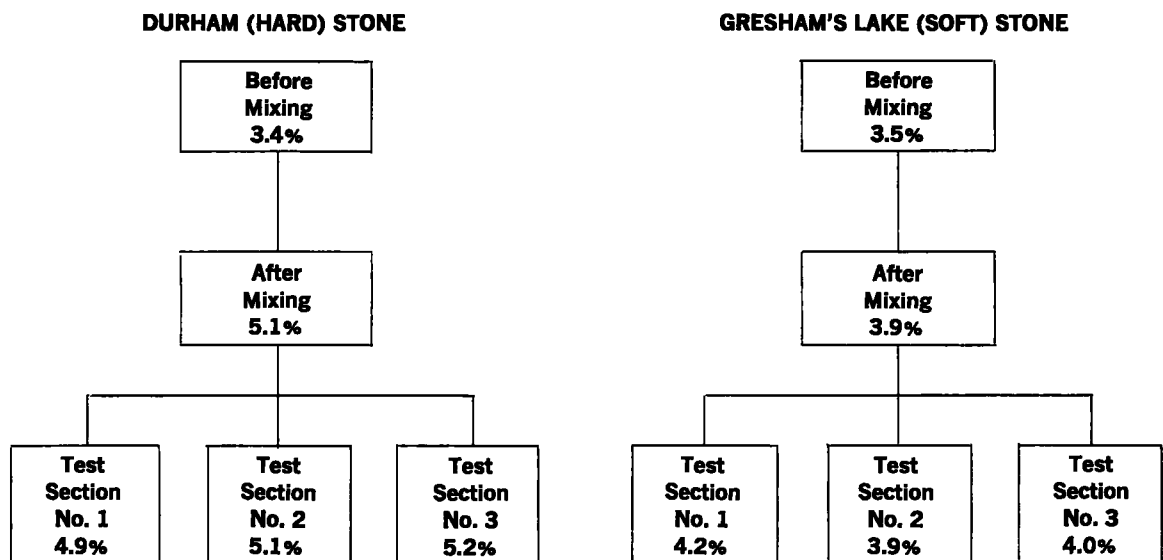 DURHAM (HARD) STONE
Before
Mixing
3.4%
After
Mixing
5.1%
Test
Section
No. 1
4.9%
Test
Section
No. 2
5.1%
Test
Section
No. 3
5.2%
GRESHAM'S LAKE (SOFT) STONE
Before
Mixing
3.5%
After
Mixing
3.9%
Test
Section
No. 1
4.2%
Test
Section
No. 2
3.9%
Test
Section
No. 3
4.0%